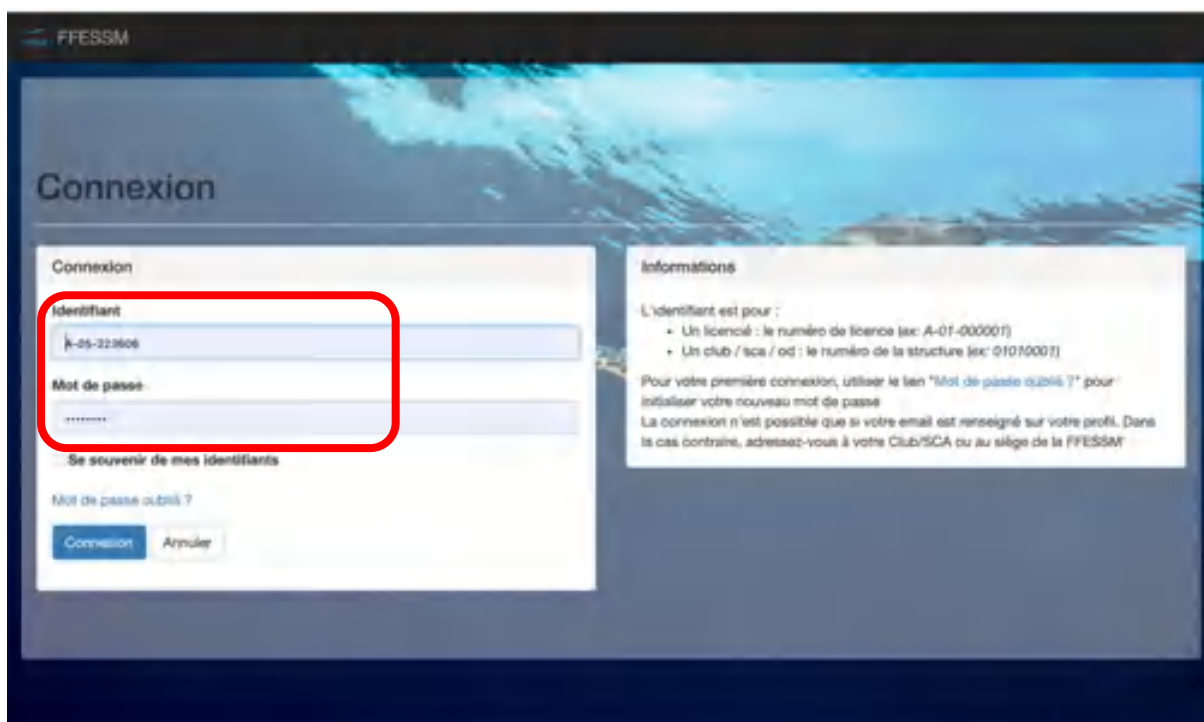 FFESSM
Connexion
Connexion
Identifiant
A-05-223606
Mot de passe
••••••••
Se souvenir de mes identifiants
Mot de passe oublié ?
Connexion
Annuler
Informations
L'identifiant est pour :
• Un licencié : le numéro de licence (ex: A-01-000001)
• Un club / sca / od : le numéro de la structure (ex: 01010001)
Pour votre première connexion, utiliser le lien "Mot de passe oublié ?" pour
initialiser votre nouveau mot de passe
La connexion n'est possible que si votre email est renseigné sur votre profil. Dans
la cas contraire, adressez-vous à votre Club/SCA ou au siège de la FFESSM